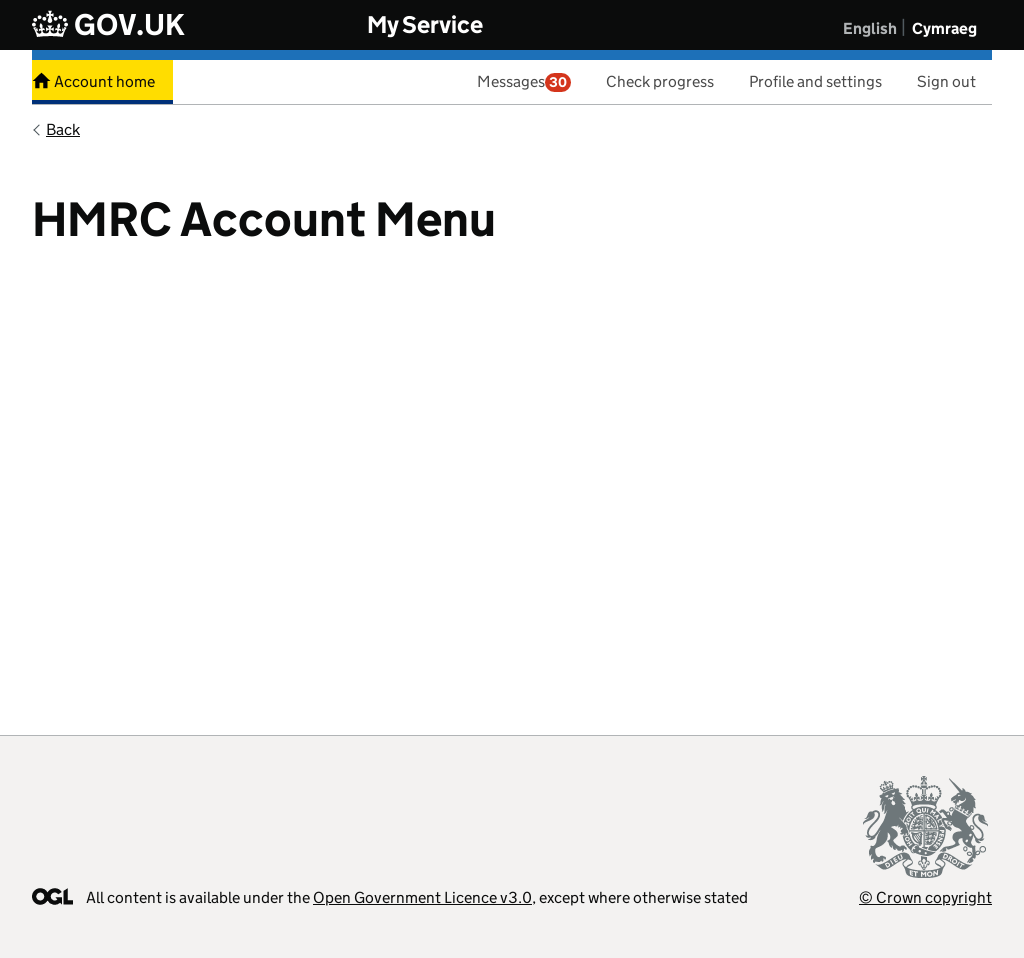 GOV.UK
My Service
English | Cymraeg
Account home
Messages 30
Check progress
Profile and settings
Sign out
Back
HMRC Account Menu
DIEU ET MON DROIT
OGL All content is available under the Open Government Licence v3.0, except where otherwise stated
© Crown copyright